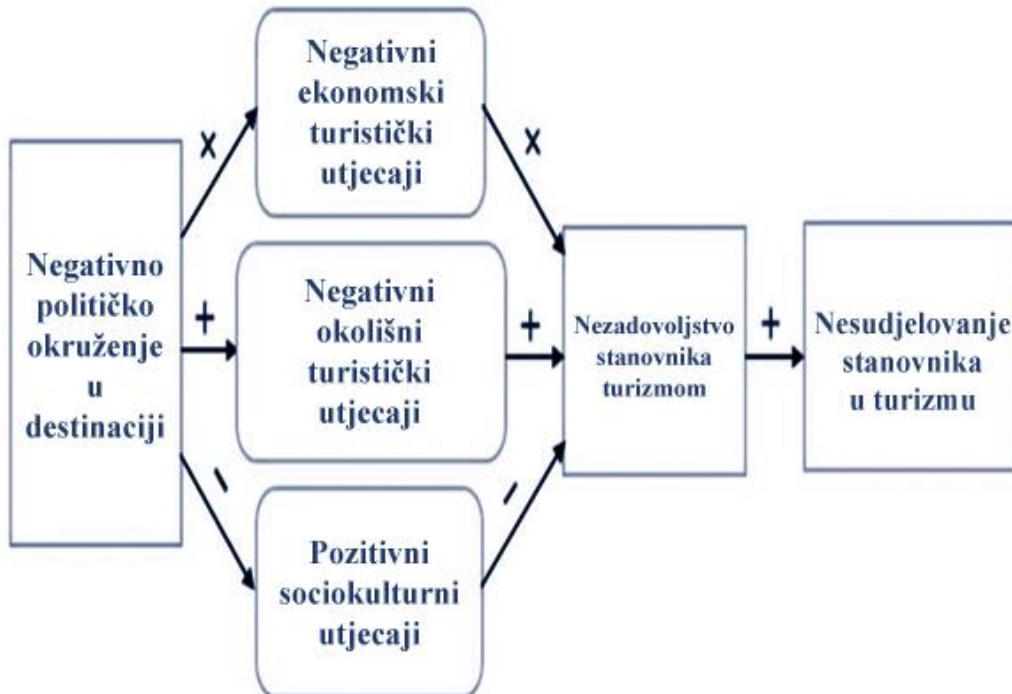 Negativno
političko
okruženje
u
destinaciji
x
+
-
Negativni
ekonomski
turistički
utjecaji
Negativni
okolišni
turistički
utjecaji
Pozitivni
sociokulturni
utjecaji
x
+
-
Nezadovoljstvo
stanovnika
turizmom
+
Nesudjelovanje
stanovnika
u turizmu